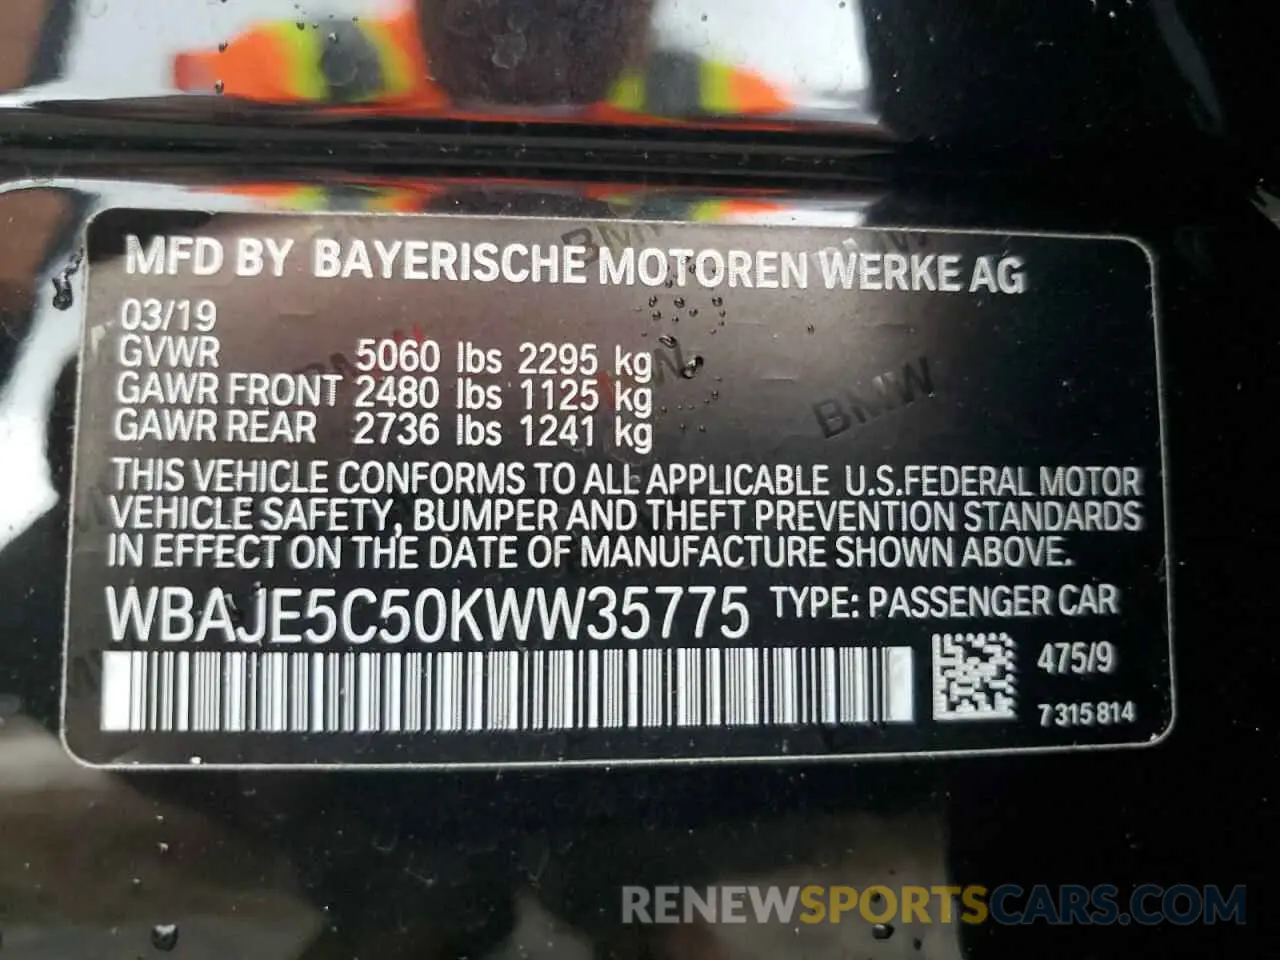 MFD BY BAYERISCHE MOTOREN WERKE AG
03/19
GVWR 5060 lbs 2295 kg
GAWR FRONT 2480 lbs 1125 kg
GAWR REAR 2736 lbs 1241 kg
THIS VEHICLE CONFORMS TO ALL APPLICABLE U.S.FEDERAL MOTOR
VEHICLE SAFETY, BUMPER AND THEFT PREVENTION STANDARDS
IN EFFECT ON THE DATE OF MANUFACTURE SHOWN ABOVE.
WBAJE5C50KWW35775 TYPE: PASSENGER CAR
475/9
7 315 814
RENEWSPORTSCARS.COM